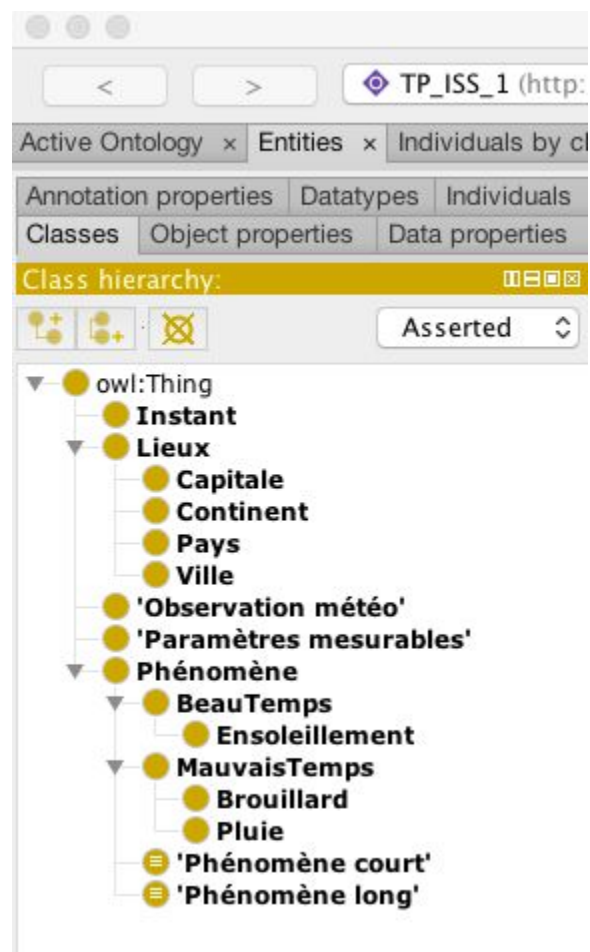 < > TP_ISS_1 (http:
Active Ontology × Entities × Individuals by cl
Annotation properties Datatypes Individuals
Classes Object properties Data properties
Class hierarchy:
Asserted
owl:Thing
Instant
Lieux
Capitale
Continent
Pays
Ville
'Observation météo'
'Paramètres mesurables'
Phénomène
BeauTemps
Ensoleillement
MauvaisTemps
Brouillard
Pluie
'Phénomène court'
'Phénomène long'